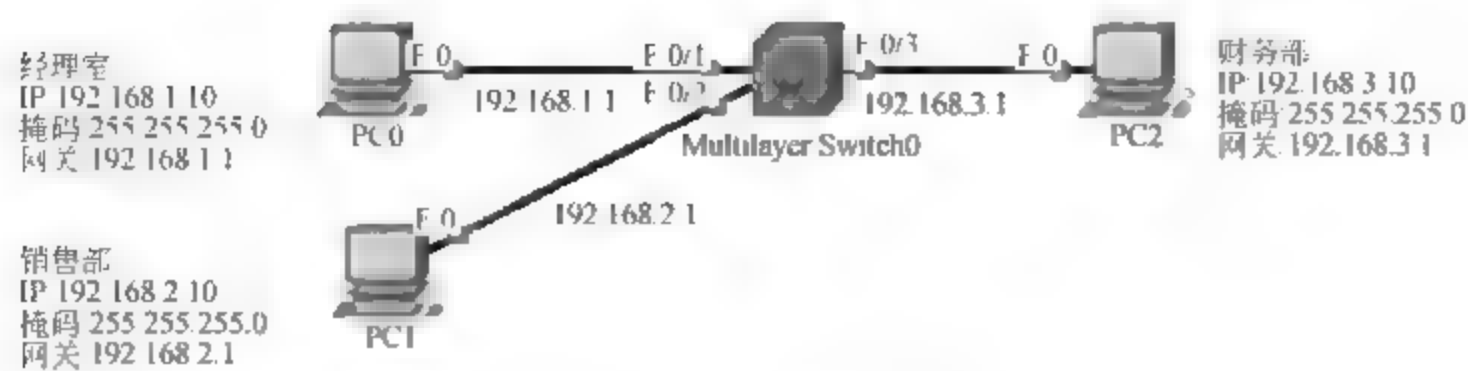 经理室
IP 192 168 1 10
掩码 255 255 255 0
网关 192 168 1 1
F 0
F 0/1
192 168.1 1
F 0/2
PC0
Multilayer Switch0
F 0/3
F 0
192.168.3.1
PC2
财务部
IP 192 168 3 10
掩码 255 255.255 0
网关 192.168.3 1
F 0
192 168.2 1
销售部
IP 192 168 2 10
掩码 255 255.255.0
网关 192 168 2.1
PC1